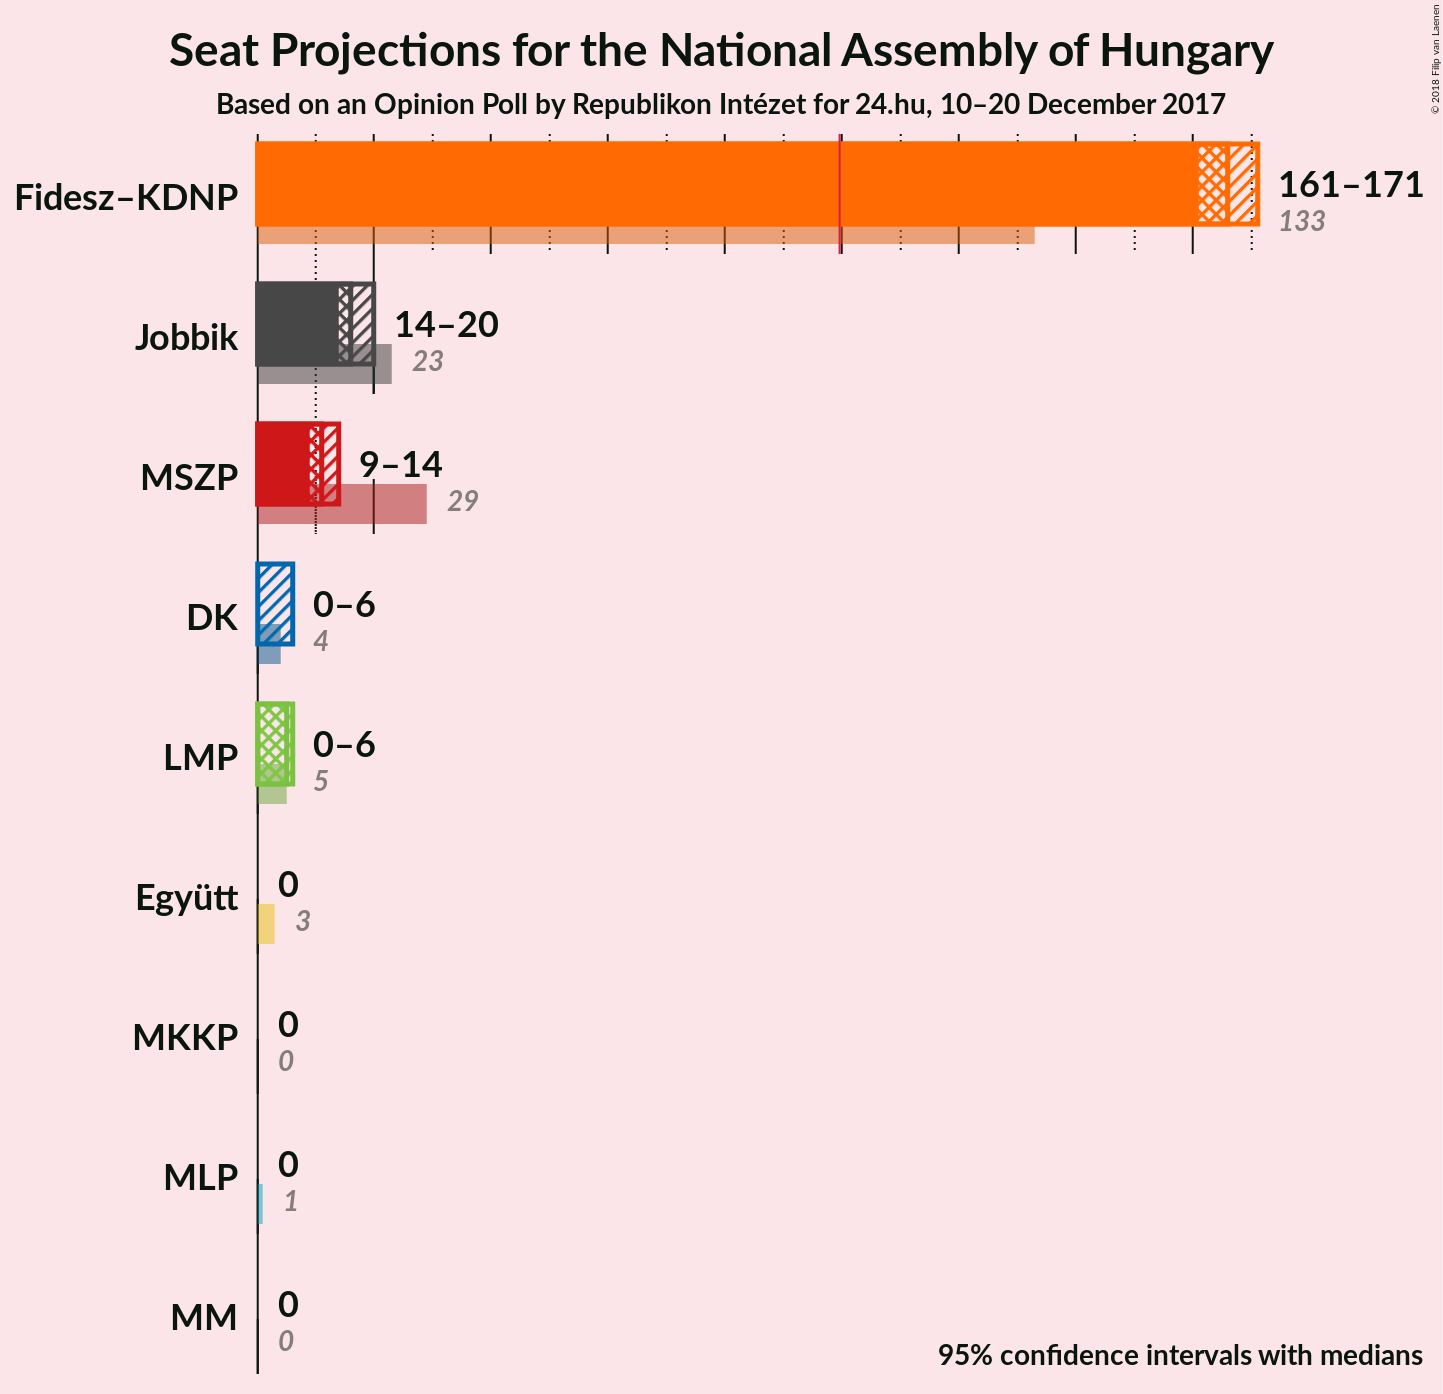 Seat Projections for the National Assembly of Hungary
Based on an Opinion Poll by Republikon Intézet for 24.hu, 10–20 December 2017
© 2018 Filip van Laenen
Fidesz–KDNP
161–171
133
Jobbik
14–20
23
MSZP
9–14
29
DK
0–6
4
LMP
0–6
5
Együtt
0
3
MKKP
0
0
MLP
0
1
MM
0
0
95% confidence intervals with medians